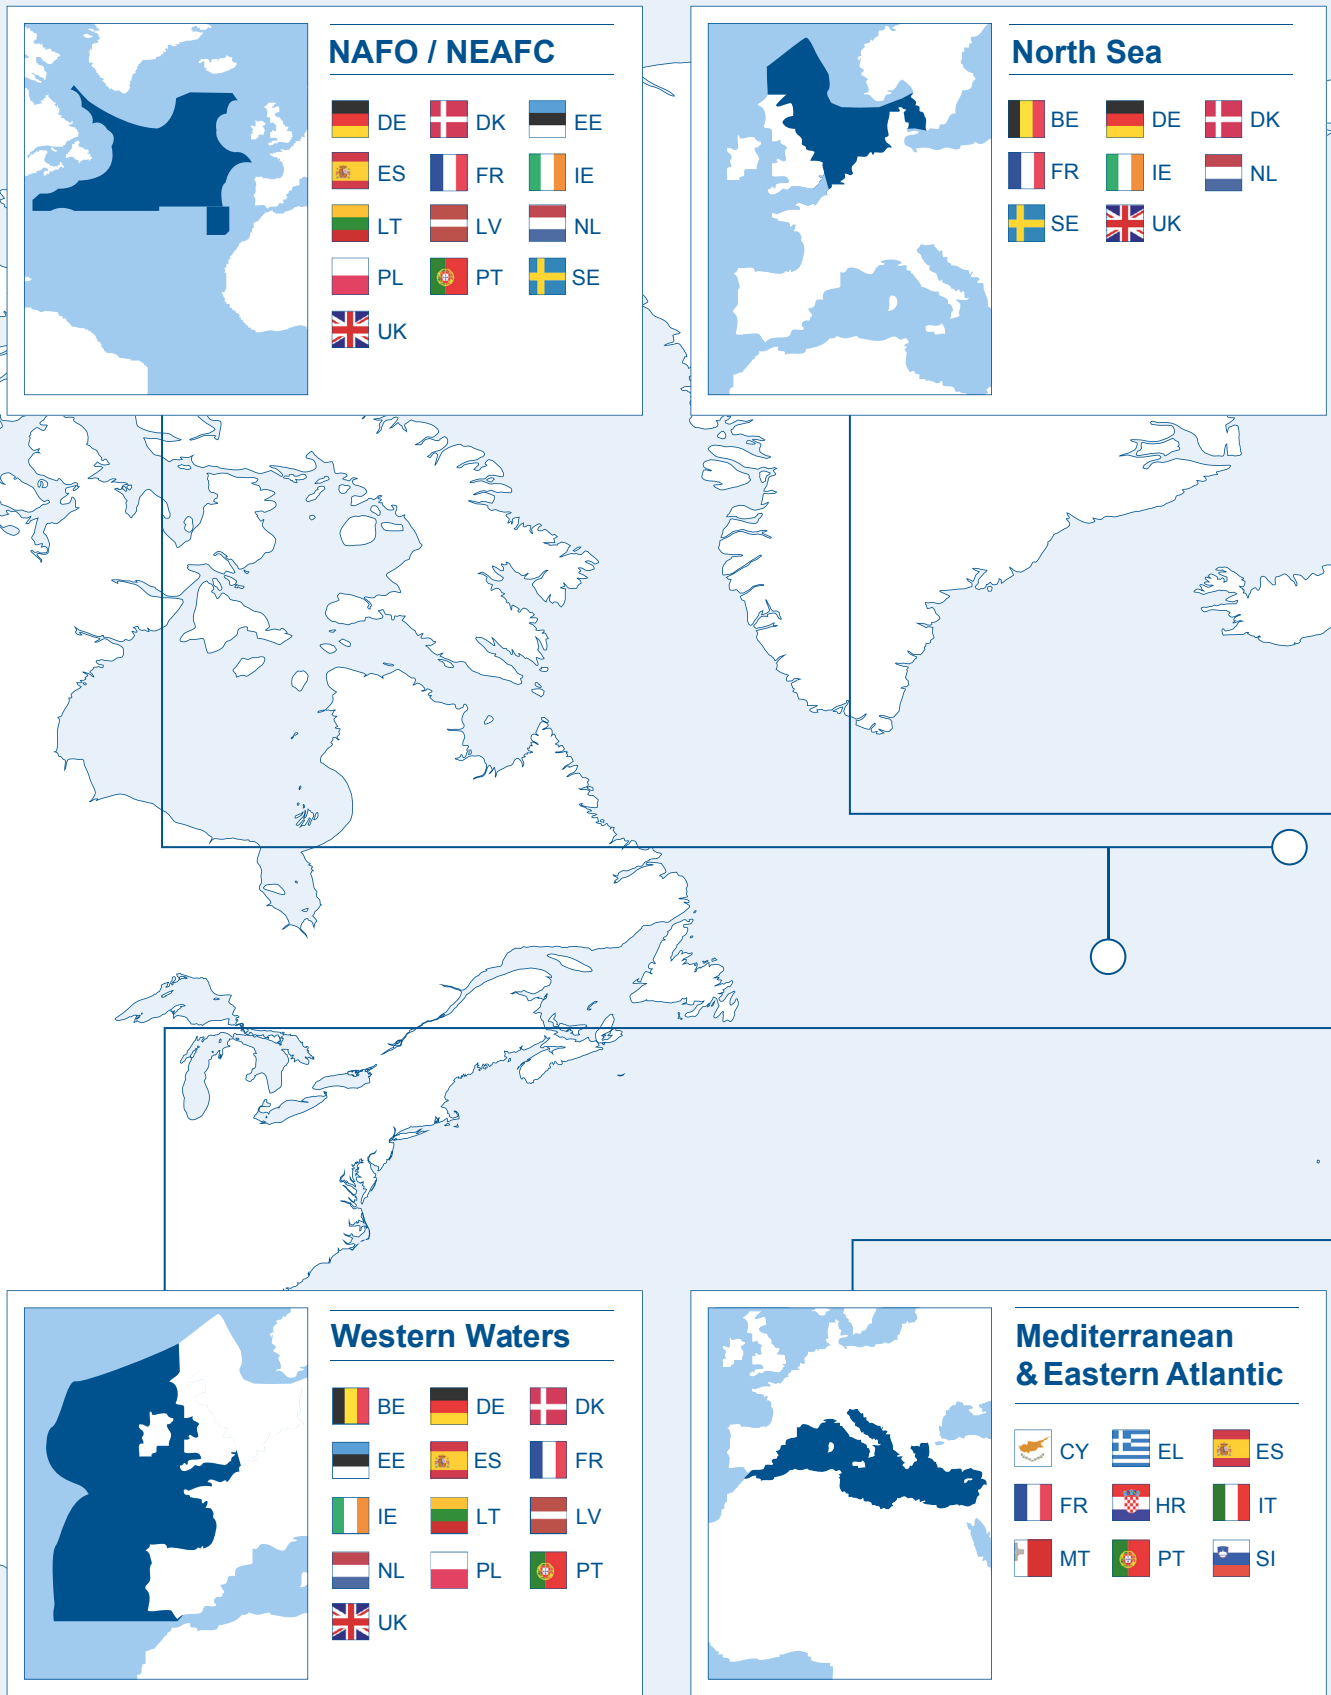 NAFO / NEAFC
DE DK EE
ES FR IE
LT LV NL
PL PT SE
UK
North Sea
BE DE DK
FR IE NL
SE UK
Western Waters
BE DE DK
EE ES FR
IE LT LV
NL PL PT
UK
Mediterranean
& Eastern Atlantic
CY EL ES
FR HR IT
MT PT SI